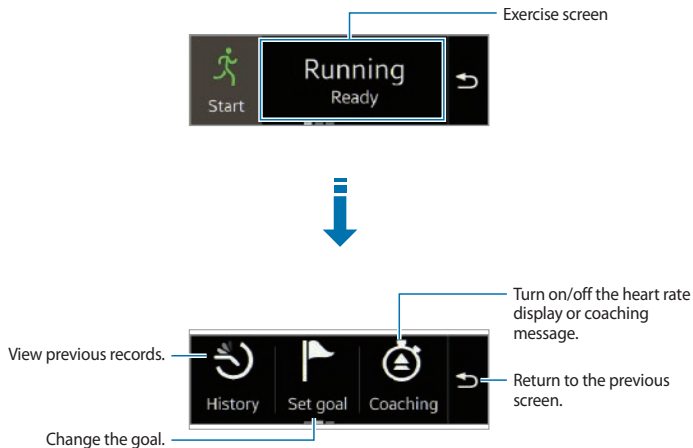 Exercise screen
Running
Ready
Start
Turn on/off the heart rate
display or coaching
message.
View previous records.
Return to the previous
screen.
History
Set goal
Coaching
Change the goal.